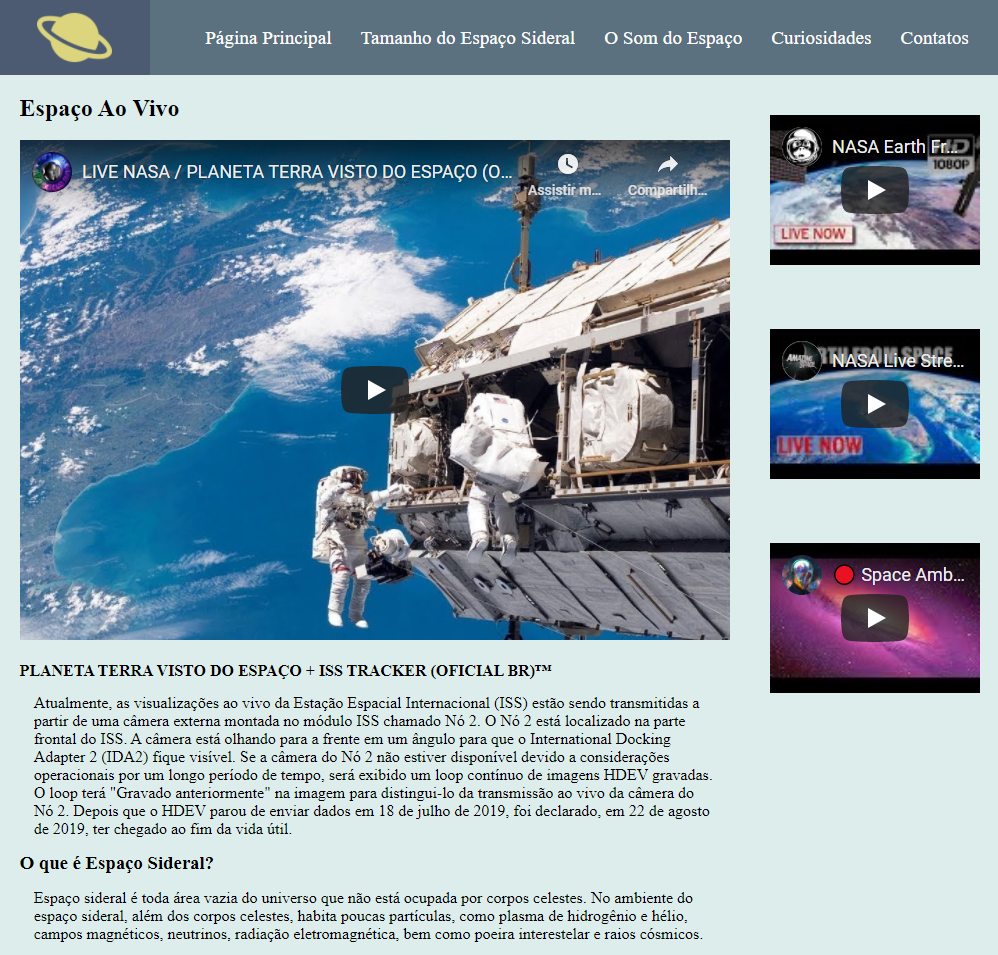 Página Principal Tamanho do Espaço Sideral O Som do Espaço Curiosidades Contatos
Espaço Ao Vivo
LIVE NASA / PLANETA TERRA VISTO DO ESPAÇO (O...
Assistir m...
Compartilh...
PLANETA TERRA VISTO DO ESPAÇO + ISS TRACKER (OFICIAL BR)™
Atualmente, as visualizações ao vivo da Estação Espacial Internacional (ISS) estão sendo transmitidas a
partir de uma câmera externa montada no módulo ISS chamado Nó 2. O Nó 2 está localizado na parte
frontal do ISS. A câmera está olhando para a frente em um ângulo para que o International Docking
Adapter 2 (IDA2) fique visível. Se a câmera do Nó 2 não estiver disponível devido a considerações
operacionais por um longo período de tempo, será exibido um loop contínuo de imagens HDEV gravadas.
O loop terá "Gravado anteriormente" na imagem para distingui-lo da transmissão ao vivo da câmera do
Nó 2. Depois que o HDEV parou de enviar dados em 18 de julho de 2019, foi declarado, em 22 de agosto
de 2019, ter chegado ao fim da vida útil.
O que é Espaço Sideral?
Espaço sideral é toda área vazia do universo que não está ocupada por corpos celestes. No ambiente do
espaço sideral, além dos corpos celestes, habita poucas partículas, como plasma de hidrogênio e hélio,
campos magnéticos, neutrinos, radiação eletromagnética, bem como poeira interestelar e raios cósmicos.
NASA Earth Fr...
HD
1080P
LIVE NOW
AMAZING SPACE
EARTH FROM SPACE
NASA Live Stre...
LIVE NOW
Space Amb...